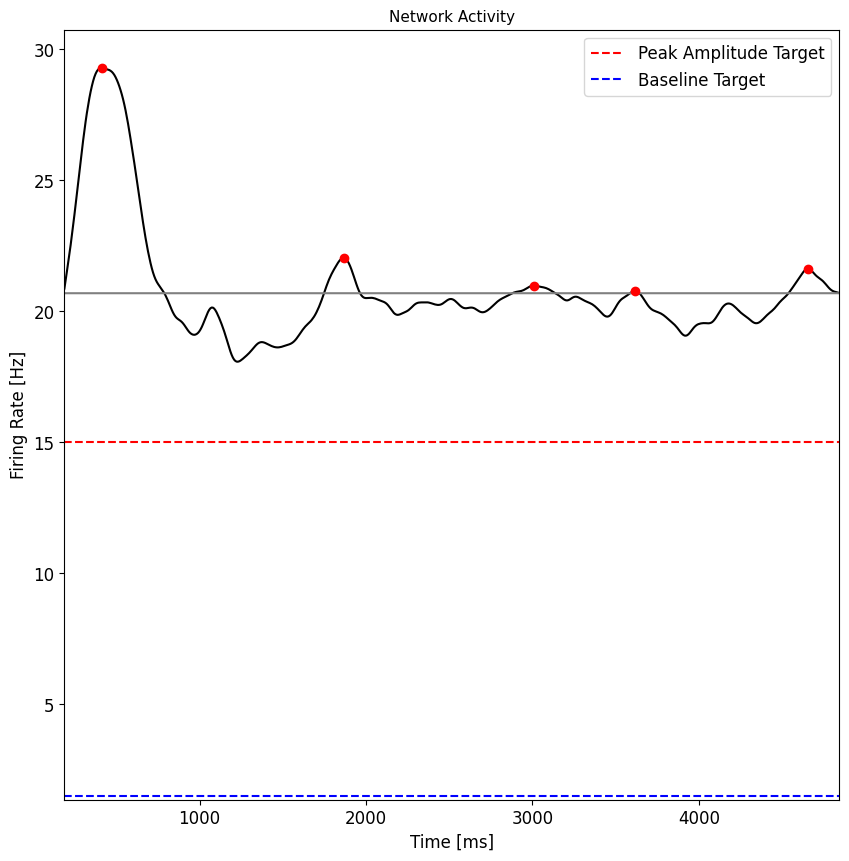 Network Activity
Peak Amplitude Target
Baseline Target
Firing Rate [Hz]
30
25
20
15
10
5
1000 2000 3000 4000
Time [ms]